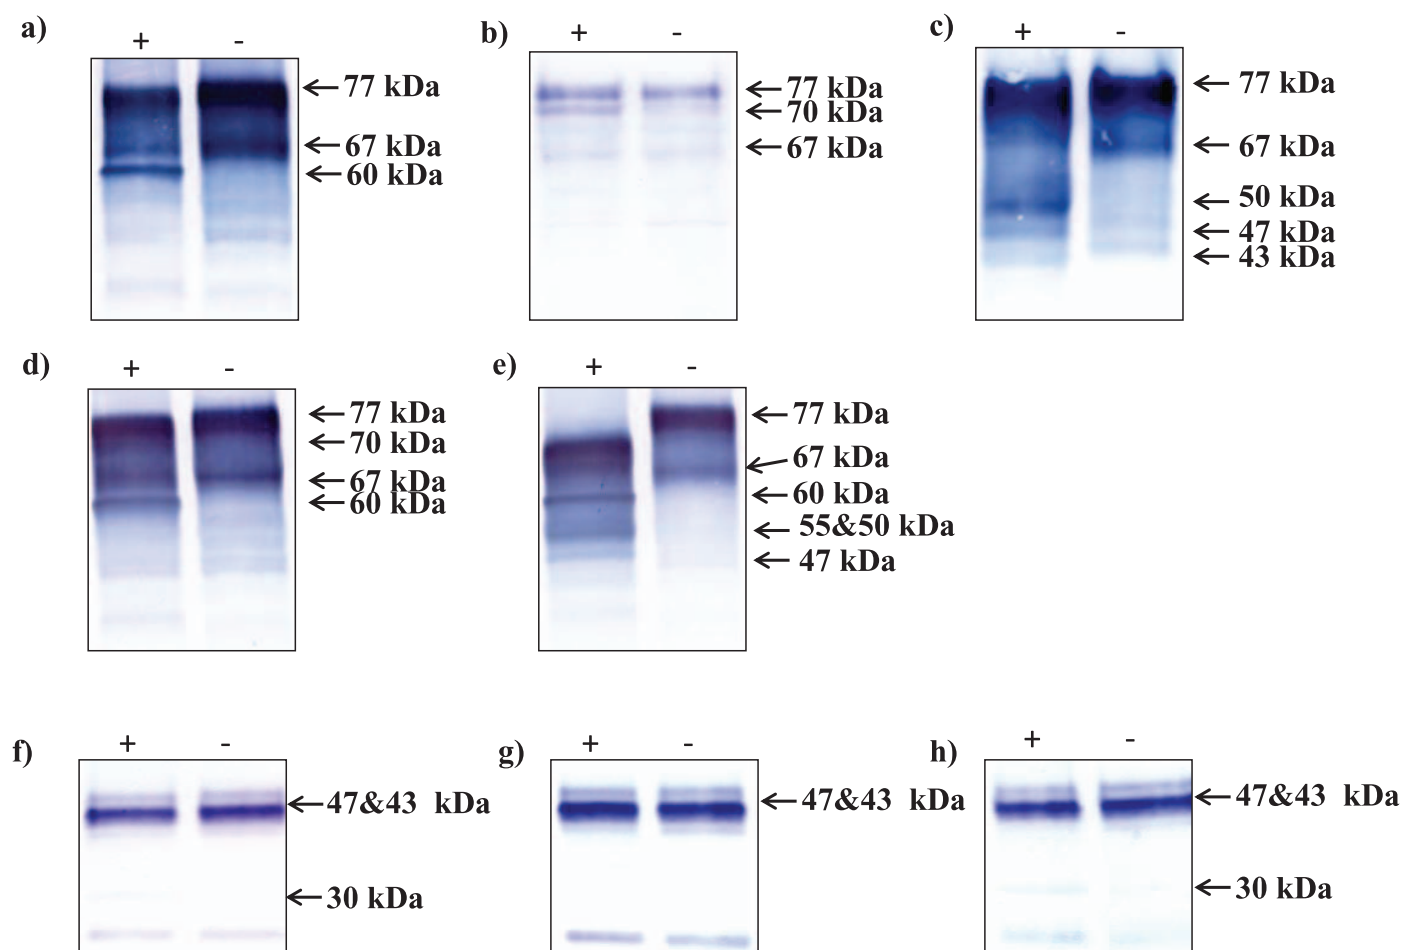 a)
+ -
77 kDa
67 kDa
60 kDa
b)
+ -
77 kDa
70 kDa
67 kDa
c)
+ -
77 kDa
67 kDa
50 kDa
47 kDa
43 kDa
d)
+ -
77 kDa
70 kDa
67 kDa
60 kDa
e)
+ -
77 kDa
67 kDa
60 kDa
55&50 kDa
47 kDa
f)
+ -
47&43 kDa
30 kDa
g)
+ -
47&43 kDa
h)
+ -
47&43 kDa
30 kDa